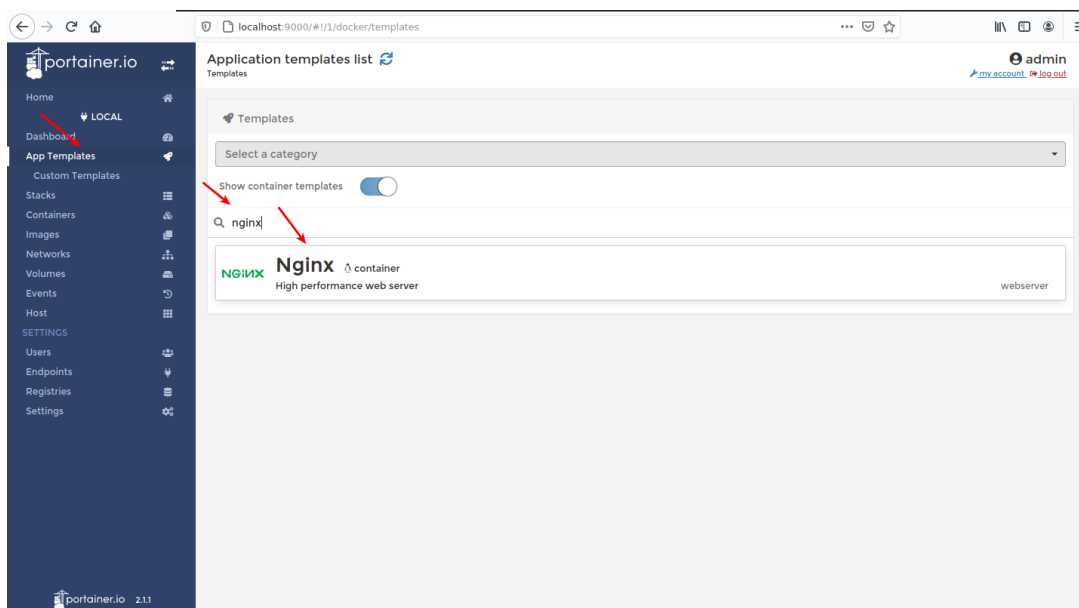 localhost:9000/#!/1/docker/templates
portainer.io
Home
LOCAL
Dashboard
App Templates
Custom Templates
Stacks
Containers
Images
Networks
Volumes
Events
Host
SETTINGS
Users
Endpoints
Registries
Settings
portainer.io 2.1.1
Application templates list
Templates
admin
my account log out
Templates
Select a category
Show container templates
nginx
NGINX
Nginx container
High performance web server
webserver